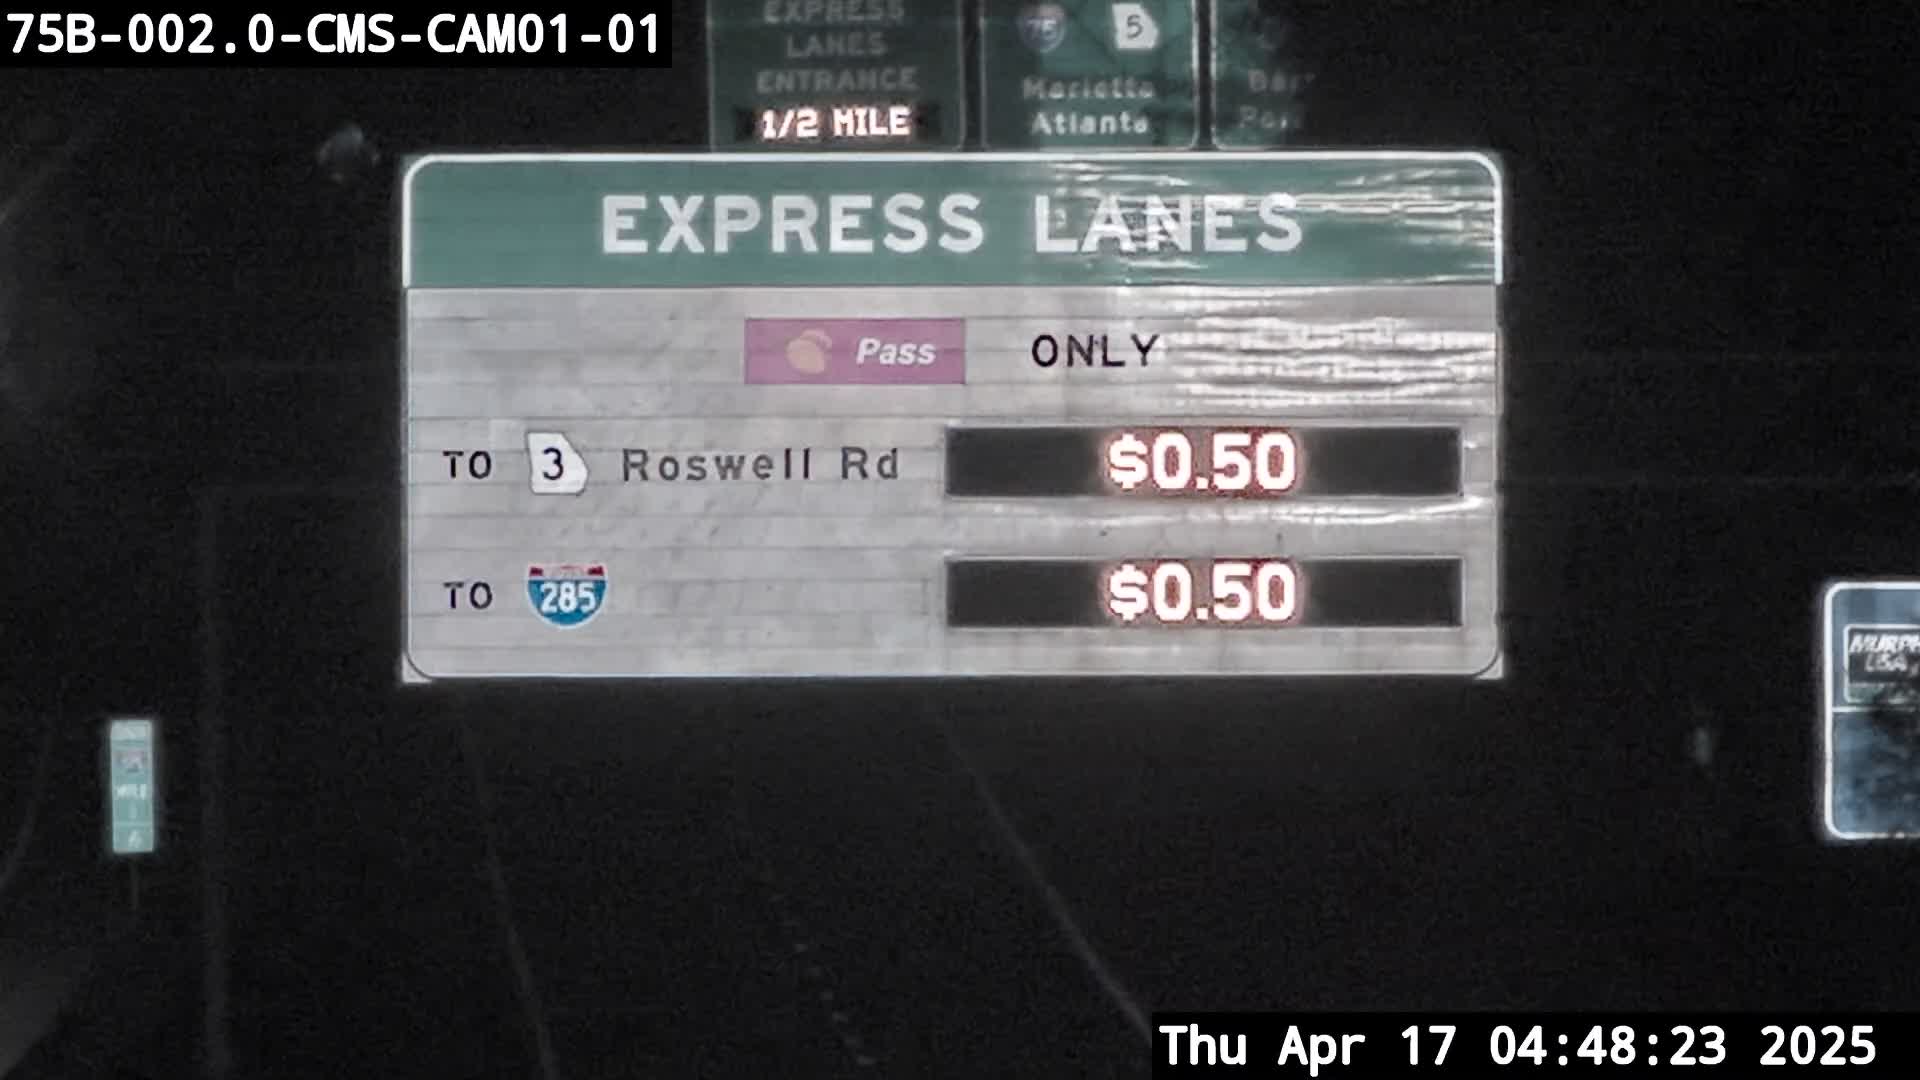 75B-002.0-CMS-CAM01-01
EXPRESS
LANES
ENTRANCE
1/2 MILE
75 5
Marietta
Atlanta
EXPRESS LANES
Pass ONLY
TO 3 Roswell Rd $0.50
TO 285 $0.50
MILE
Thu Apr 17 04:48:23 2025